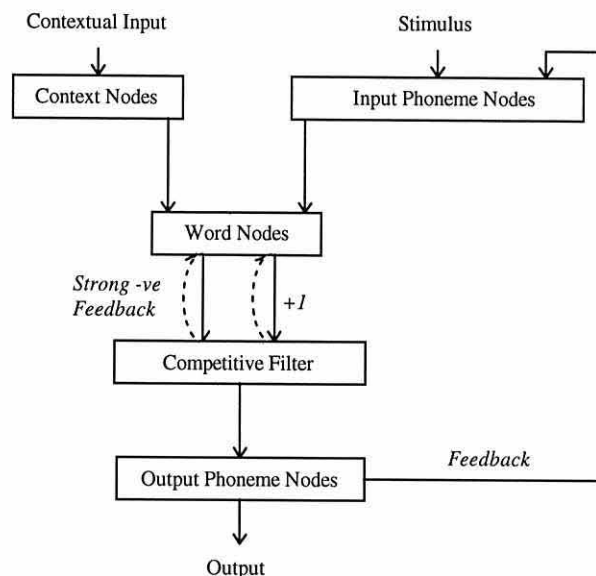 Contextual Input
Stimulus
Context Nodes
Input Phoneme Nodes
Word Nodes
Strong -ve
Feedback
+1
Competitive Filter
Output Phoneme Nodes
Feedback
Output